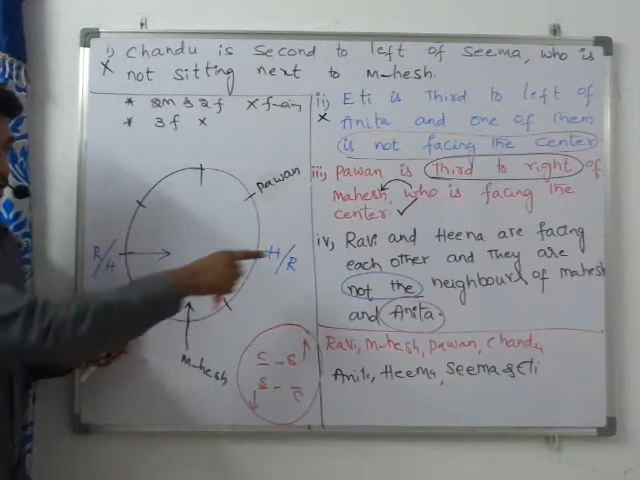 i) Chandu is Second to left of Seema, who is
X not sitting next to Mahesh.
* 2M & 2f X f-ain
* 3f X
ii) Eti is Third to left of
X Anita and one of Them
is not facing The center
iii) Pawan is Third to right of
Mahesh, who is facing the
center ✓
iv) Ravi and Heena are facing
each other and They are
not the neighbours of mahesh
and Anita.
Pawan
R/H
H/R
Mahesh
Ravi, Mahesh, Pawan, Chandu
Anita, Heema, Seema & Eti